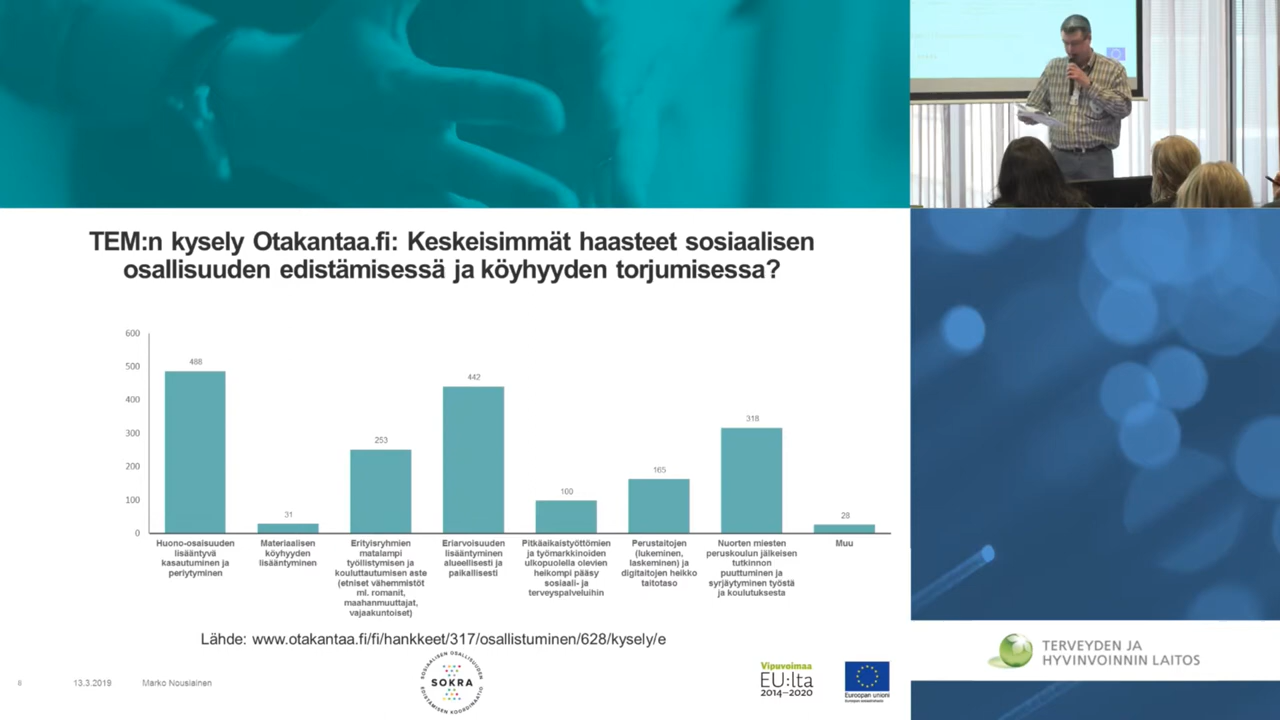 TEM:n kysely Otakantaa.fi: Keskeisimmät haasteet sosiaalisen
osallisuuden edistämisessä ja köyhyyden torjumisessa?
600
500
400
300
200
100
0
488
31
253
442
100
165
318
28
Huono-osaisuuden
lisääntyvä
kasautuminen ja
periytyminen
Materiaalisen
köyhyyden
lisääntyminen
Erityisryhmien
matalampi
työllistymisen ja
kouluttautumisen aste
(etniset vähemmistöt
ml. romanit,
maahanmuuttajat,
vajaakuntoiset)
Eriarvoisuuden
lisääntyminen
alueellisesti ja
paikallisesti
Pitkäaikaistyöttömien
ja työmarkkinoiden
ulkopuolella olevien
heikompi pääsy
sosiaali- ja
terveyspalveluihin
Perustaitojen
(lukeminen,
laskeminen) ja
digitaitojen heikko
taitotaso
Nuorten miesten
peruskoulun jälkeisen
tutkinnon
puuttuminen ja
syrjäytyminen työstä
ja koulutuksesta
Muu
Lähde: www.otakantaa.fi/fi/hankkeet/317/osallistuminen/628/kysely/e
13.3.2019
Marko Nousiainen
SOSIAALISEN OSALLISUUDEN
SOKRA
EDISTÄMISEN KOORDINAATIO
Vipuvoimaa
EU:lta
2014–2020
Euroopan unioni
TERVEYDEN JA
HYVINVOINNIN LAITOS